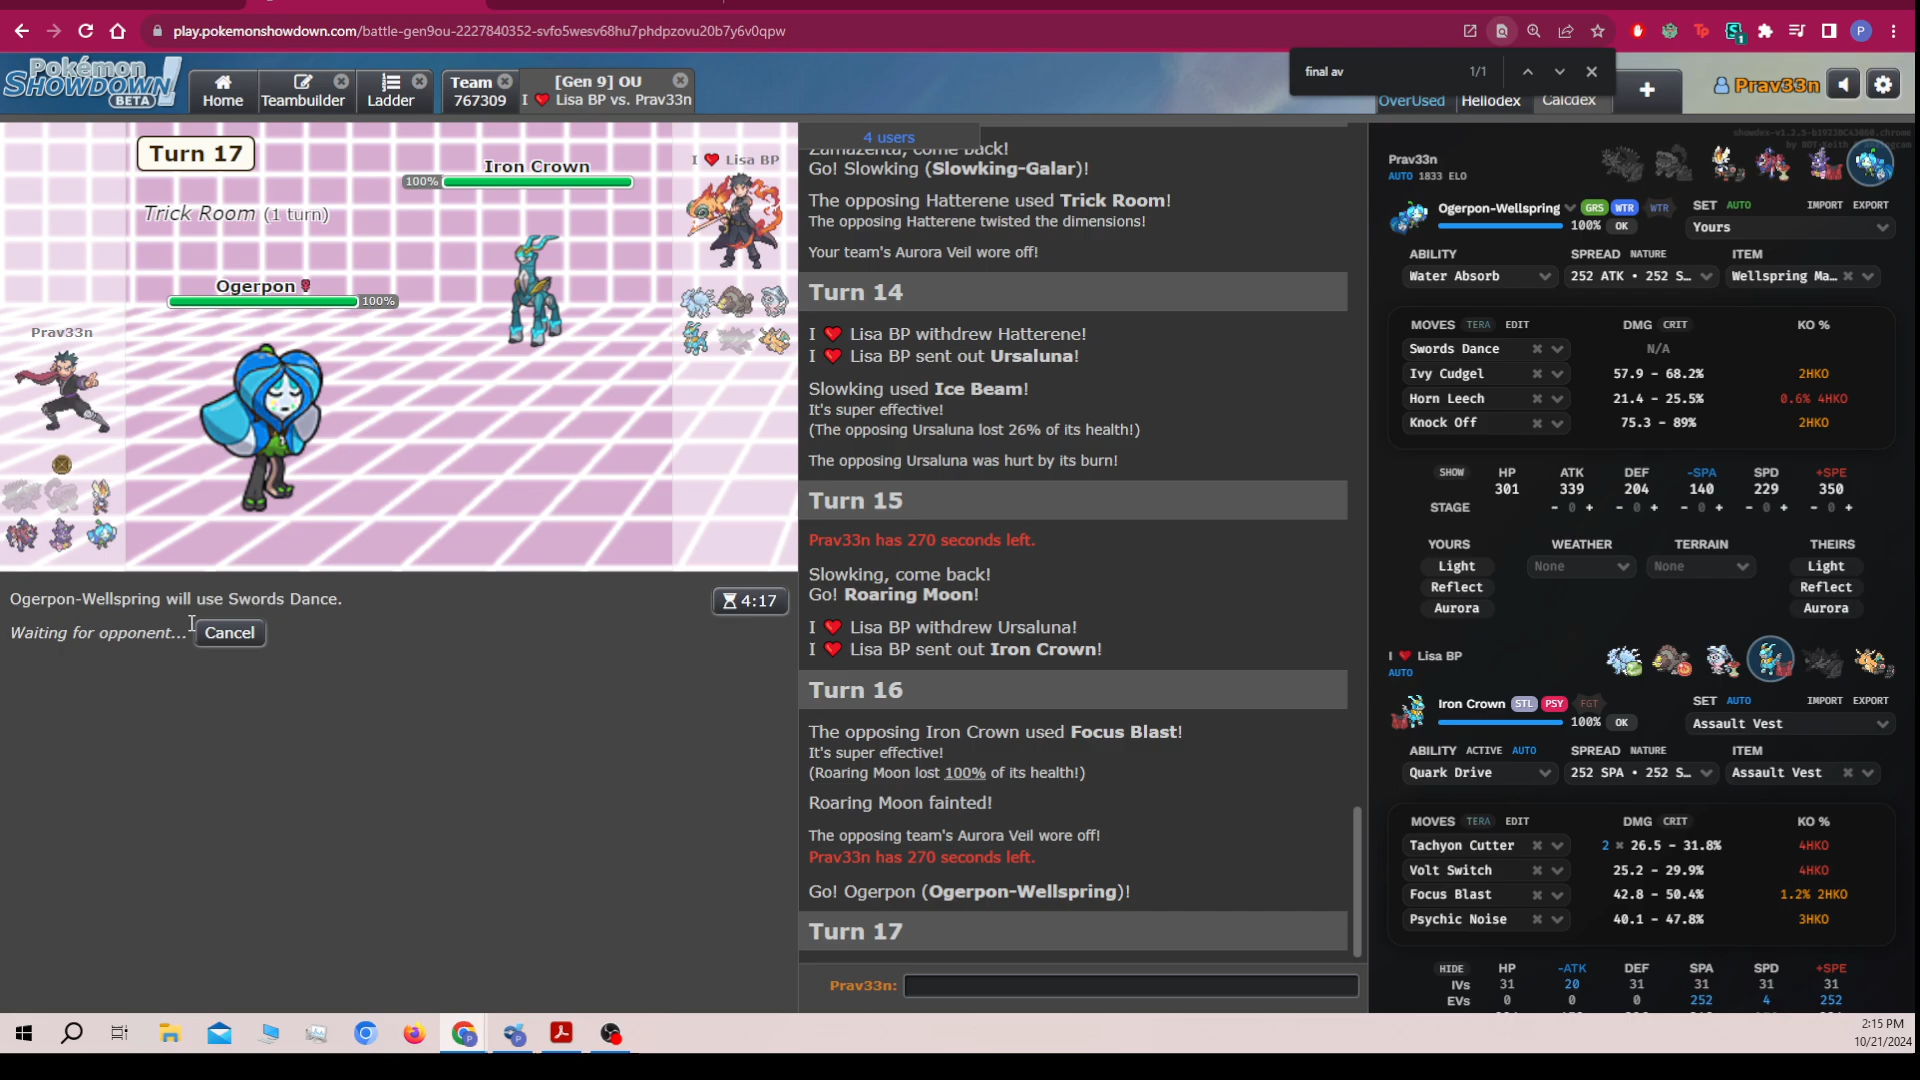 play.pokemonshowdown.com/battle-gen9ou-2227840352-svfo5wesv68hu7phdpzovu20b7y6v0qpw
final av 1/1
Pokémon
SHOWDOWN!
BETA
Home
Teambuilder
Ladder
Team
767309
[Gen 9] OU
I ❤ Lisa BP vs. Prav33n
OverUsed Hellodex Calcdex
Prav33n
Turn 17
Trick Room (1 turn)
Iron Crown
100%
I ❤ Lisa BP
Ogerpon
100%
Prav33n
Ogerpon-Wellspring will use Swords Dance.
4:17
Waiting for opponent... Cancel
4 users
Zamazenta, come back!
Go! Slowking (Slowking-Galar)!
The opposing Hatterene used Trick Room!
The opposing Hatterene twisted the dimensions!
Your team's Aurora Veil wore off!
Turn 14
I ❤ Lisa BP withdrew Hatterene!
I ❤ Lisa BP sent out Ursaluna!
Slowking used Ice Beam!
It's super effective!
(The opposing Ursaluna lost 26% of its health!)
The opposing Ursaluna was hurt by its burn!
Turn 15
Prav33n has 270 seconds left.
Slowking, come back!
Go! Roaring Moon!
I ❤ Lisa BP withdrew Ursaluna!
I ❤ Lisa BP sent out Iron Crown!
Turn 16
The opposing Iron Crown used Focus Blast!
It's super effective!
(Roaring Moon lost 100% of its health!)
Roaring Moon fainted!
The opposing team's Aurora Veil wore off!
Prav33n has 270 seconds left.
Go! Ogerpon (Ogerpon-Wellspring)!
Turn 17
Prav33n:
Prav33n
AUTO 1833 ELO
Ogerpon-Wellspring GRS WTR WTR SET AUTO IMPORT EXPORT
100% OK Yours
ABILITY SPREAD NATURE ITEM
Water Absorb 252 ATK • 252 S... Wellspring Ma...
MOVES TERA EDIT DMG CRIT KO %
Swords Dance N/A
Ivy Cudgel 57.9 – 68.2% 2HKO
Horn Leech 21.4 – 25.5% 0.6% 4HKO
Knock Off 75.3 – 89% 2HKO
SHOW HP ATK DEF -SPA SPD +SPE
301 339 204 140 229 350
STAGE - 0 + - 0 + - 0 + - 0 + - 0 +
YOURS WEATHER TERRAIN THEIRS
Light None None Light
Reflect Reflect
Aurora Aurora
I ❤ Lisa BP
AUTO
Iron Crown STL PSY FGT SET AUTO IMPORT EXPORT
100% OK Assault Vest
ABILITY ACTIVE AUTO SPREAD NATURE ITEM
Quark Drive 252 SPA • 252 S... Assault Vest
MOVES TERA EDIT DMG CRIT KO %
Tachyon Cutter 2 × 26.5 – 31.8% 4HKO
Volt Switch 25.2 – 29.9% 4HKO
Focus Blast 42.8 – 50.4% 1.2% 2HKO
Psychic Noise 40.1 – 47.8% 3HKO
HIDE HP -ATK DEF SPA SPD +SPE
IVs 31 20 31 31 31 31
EVs 0 0 0 252 4 252
2:15 PM
10/21/2024